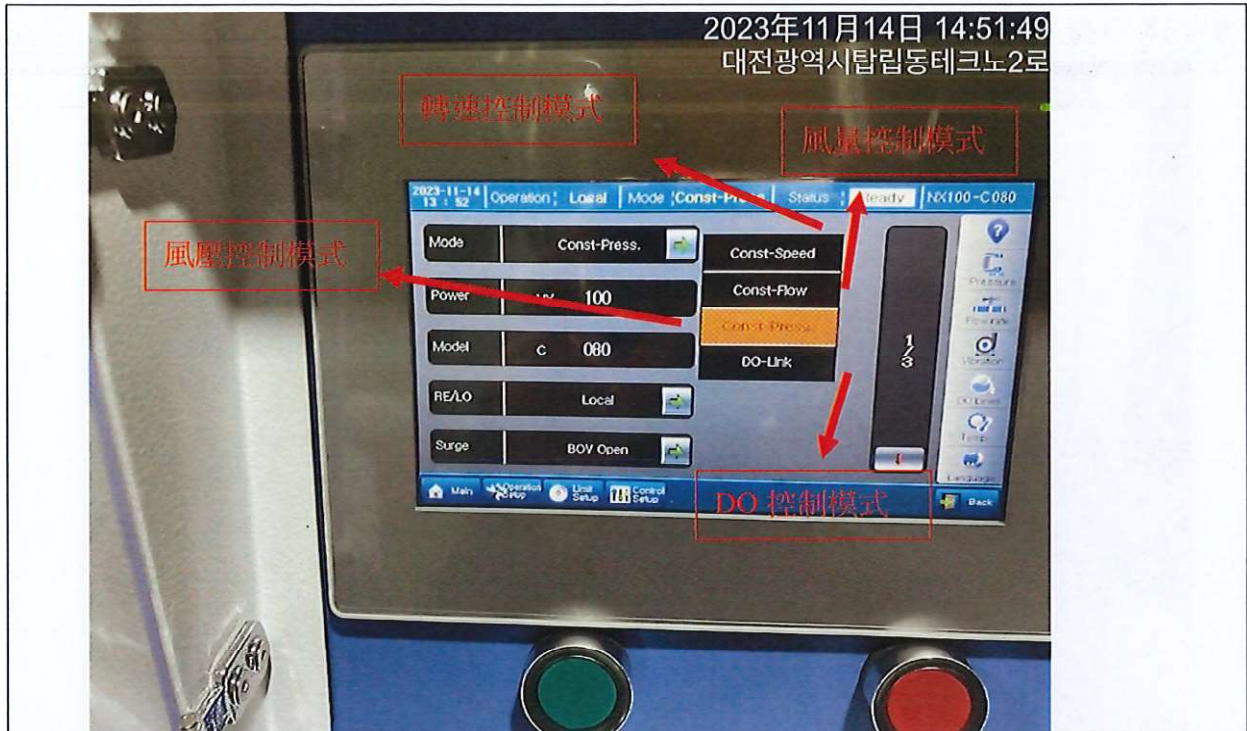 2023年11月14日 14:51:49
대전광역시탑립동테크노2로
轉速控制模式
風量控制模式
風壓控制模式
2023-11-14
13 : 52
Operation : Local
Mode : Const-Press
Status : Ready
NX100-C080
Mode Const-Press.
Power 100
Model C 080
RE/LO Local
Surge BOV Open
Const-Speed
Const-Flow
Const-Press.
DO-Link
1/3
Pressure
Flow rate
Vibration
DO Level
Temp.
Language
Main
Operation Setup
Limit Setup
Control Setup
Back
DO 控制模式